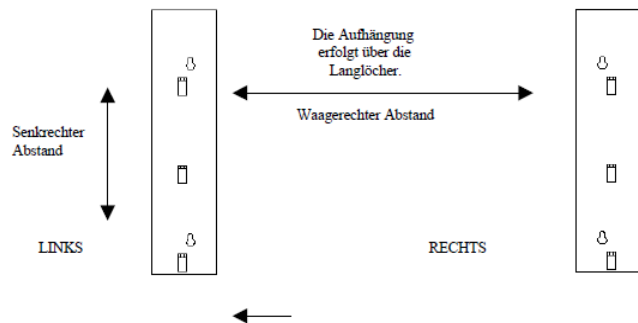 Die Aufhängung
erfolgt über die
Langlöcher.
Waagerechter Abstand
Senkrechter
Abstand
LINKS
RECHTS